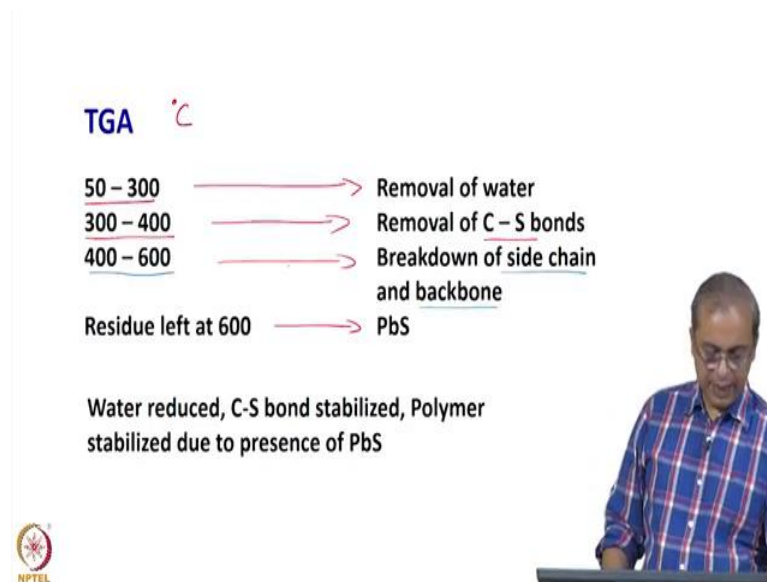 TGA °C
50 – 300 Removal of water
300 – 400 Removal of C – S bonds
400 – 600 Breakdown of side chain
and backbone
Residue left at 600 PbS
Water reduced, C-S bond stabilized, Polymer
stabilized due to presence of PbS
NPTEL